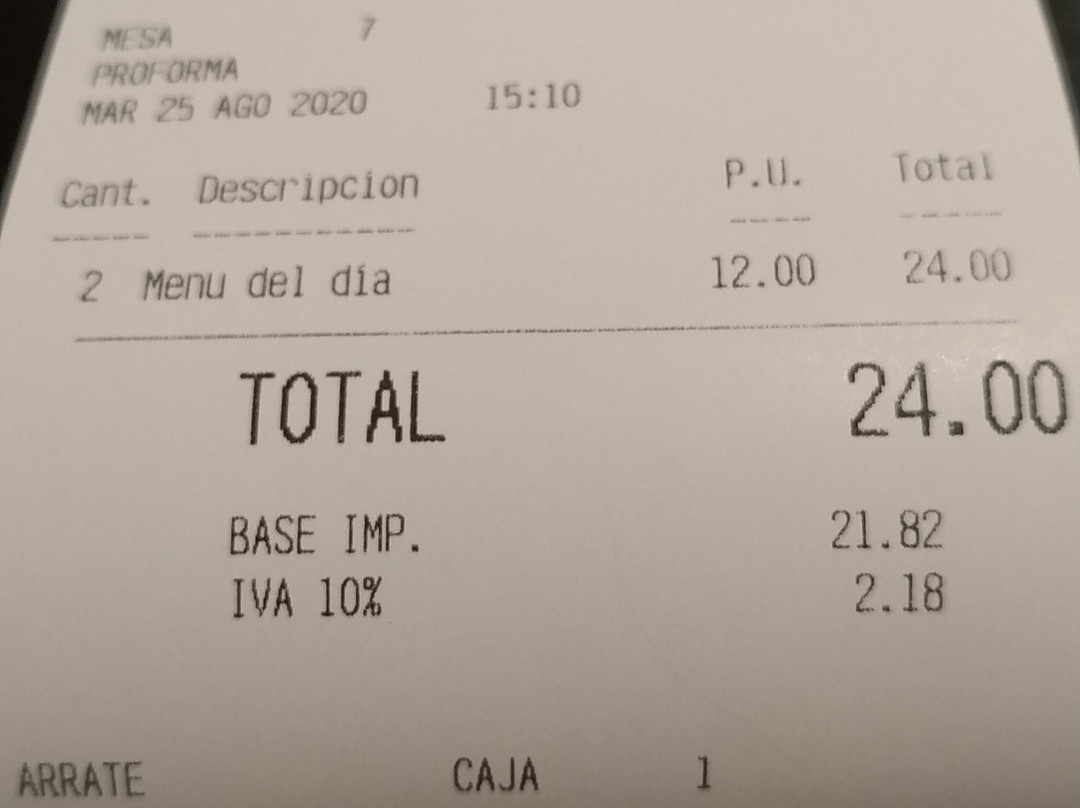 MESA 7
PROFORMA
MAR 25 AGO 2020 15:10
Cant. Descripcion P.U. Total
2 Menu del día 12.00 24.00
TOTAL 24.00
BASE IMP. 21.82
IVA 10% 2.18
ARRATE CAJA 1